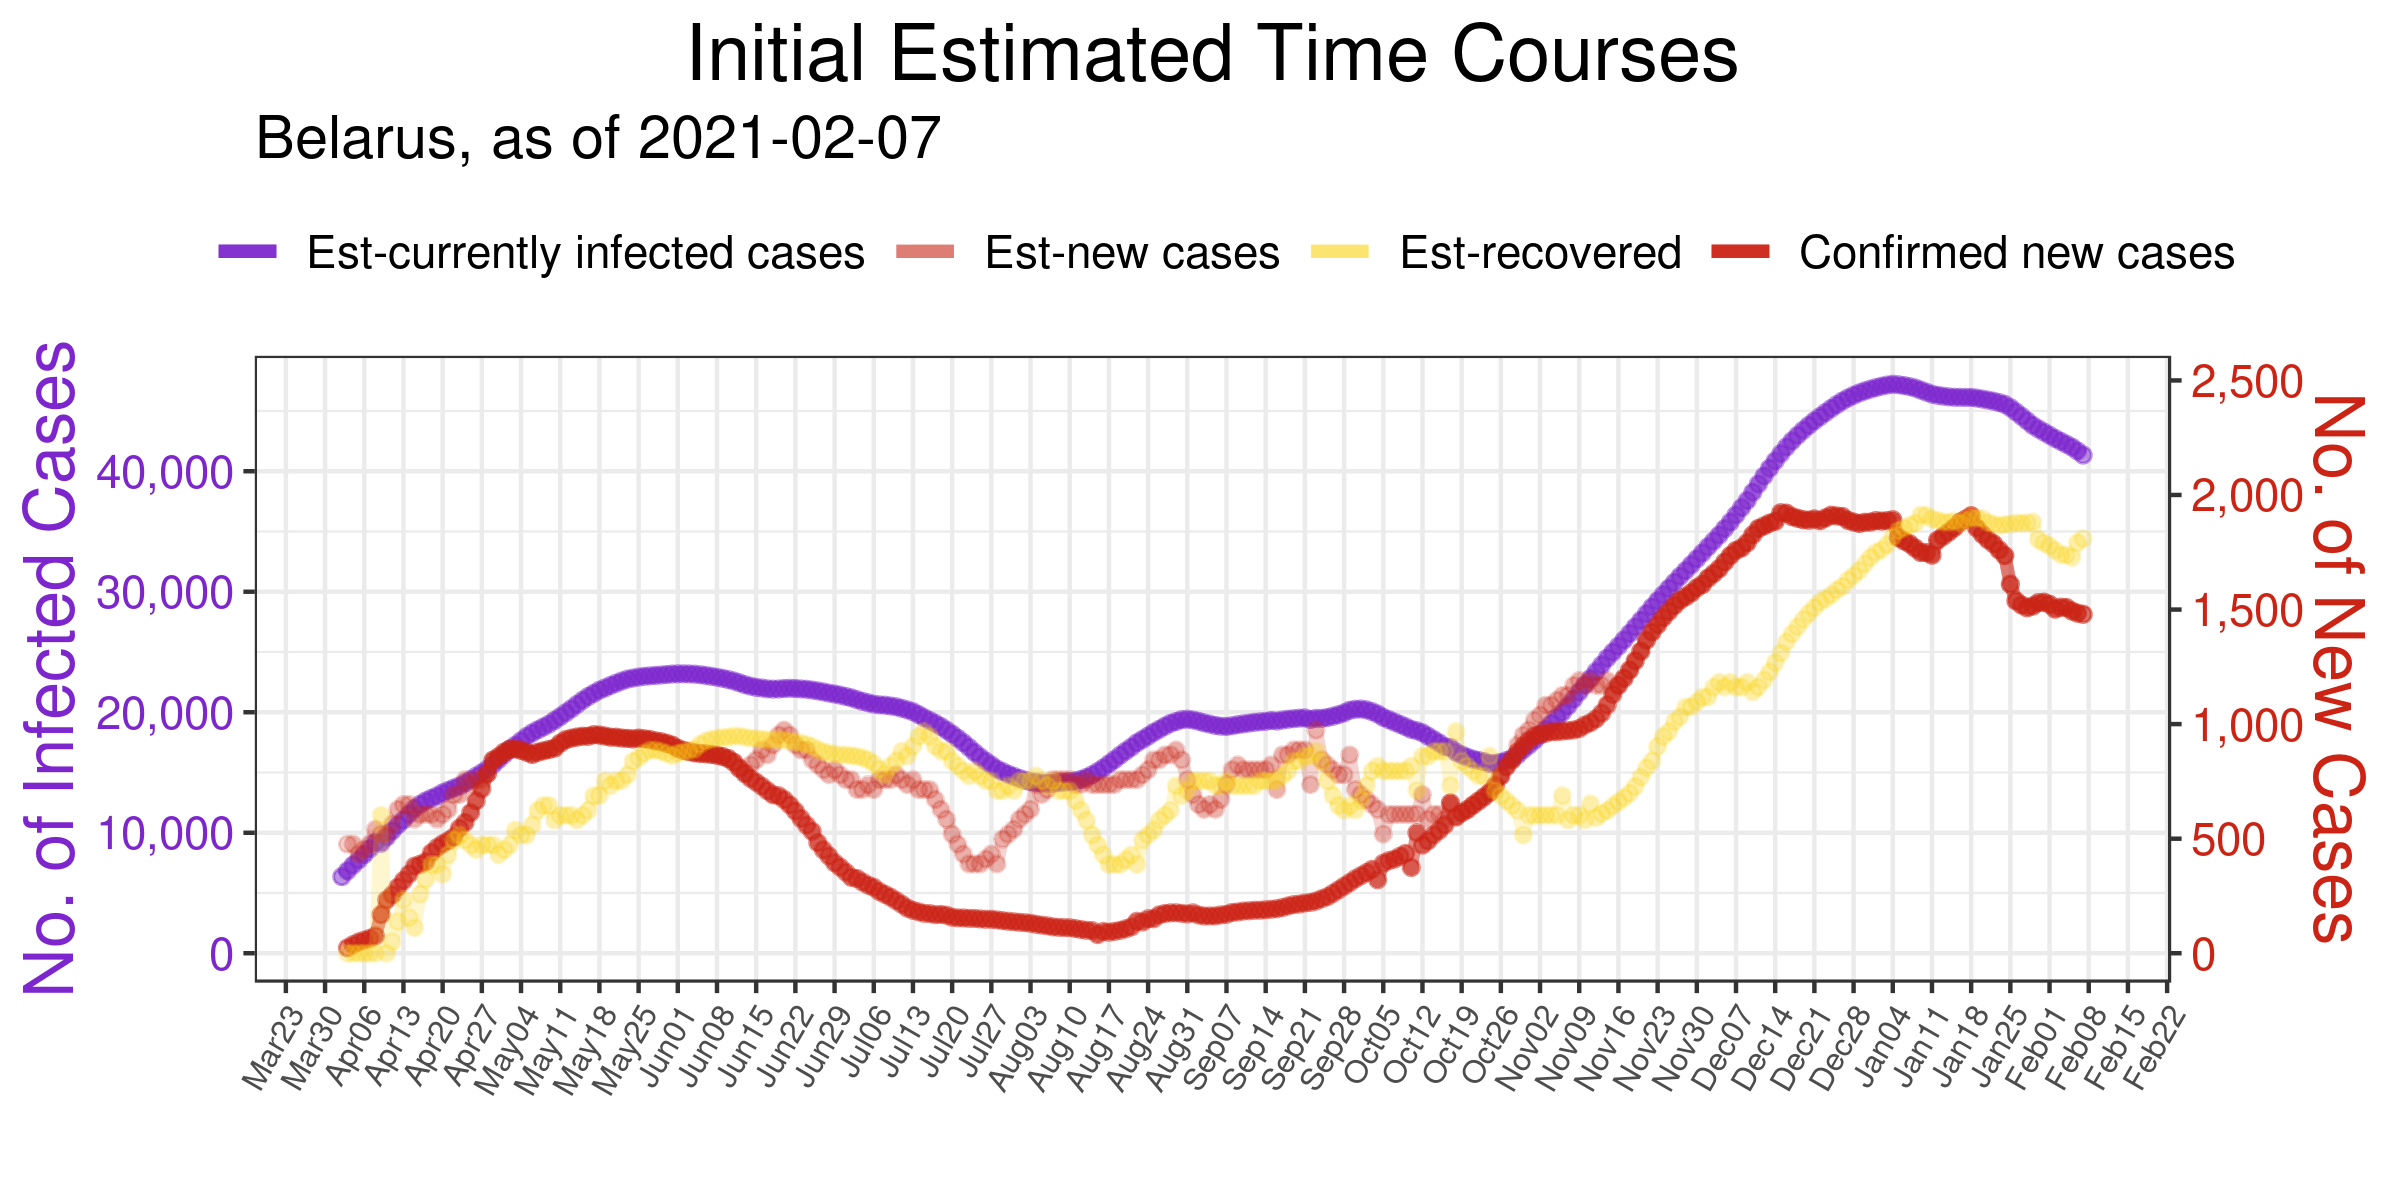 Initial Estimated Time Courses
Belarus, as of 2021-02-07
Est-currently infected cases Est-new cases Est-recovered Confirmed new cases
No. of Infected Cases
40,000
30,000
20,000
10,000
0
2,500
2,000
1,500
1,000
500
0
No. of New Cases
Mar23 Mar30 Apr06 Apr13 Apr20 Apr27 May04 May11 May18 May25 Jun01 Jun08 Jun15 Jun22 Jun29 Jul06 Jul13 Jul20 Jul27 Aug03 Aug10 Aug17 Aug24 Aug31 Sep07 Sep14 Sep21 Sep28 Oct05 Oct12 Oct19 Oct26 Nov02 Nov09 Nov16 Nov23 Nov30 Dec07 Dec14 Dec21 Dec28 Jan04 Jan11 Jan18 Jan25 Feb01 Feb08 Feb15 Feb22